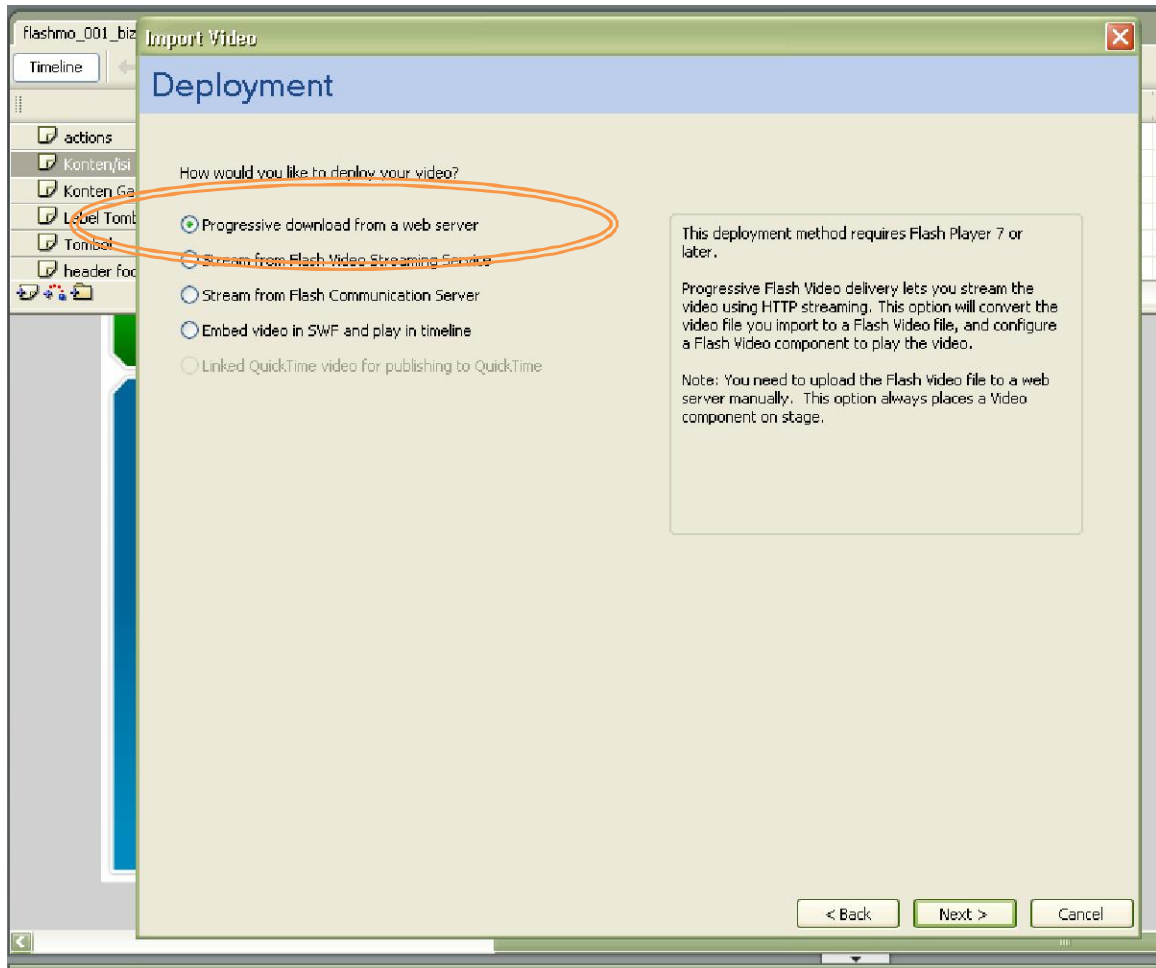 flashmo_001_biz
Import Video
Timeline
Deployment
actions
Konten/isi
Konten Ga
Label Tomb
Tombol
header foo
How would you like to deploy your video?
Progressive download from a web server
Stream from Flash Video Streaming Service
Stream from Flash Communication Server
Embed video in SWF and play in timeline
Linked QuickTime video for publishing to QuickTime
This deployment method requires Flash Player 7 or
later.
Progressive Flash Video delivery lets you stream the
video using HTTP streaming. This option will convert the
video file you import to a Flash Video file, and configure
a Flash Video component to play the video.
Note: You need to upload the Flash Video file to a web
server manually. This option always places a Video
component on stage.
< Back
Next >
Cancel